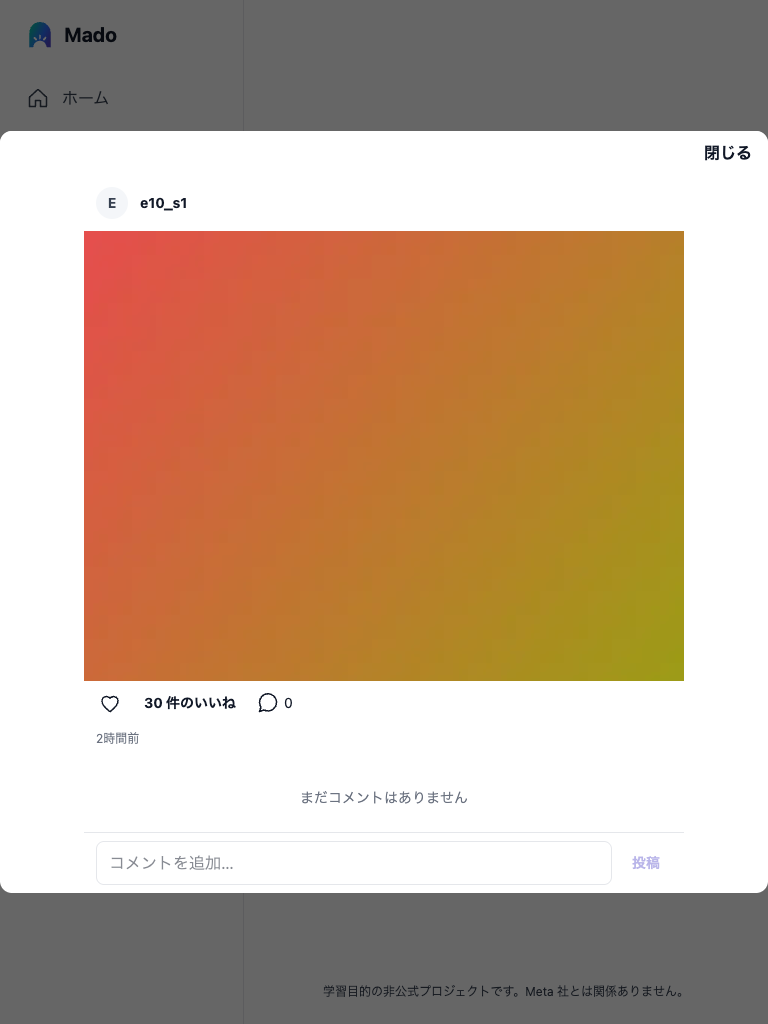 Mado
ホーム
閉じる
E e10_s1
30 件のいいね 0
2時間前
まだコメントはありません
コメントを追加... 投稿
学習目的の非公式プロジェクトです。Meta 社とは関係ありません。